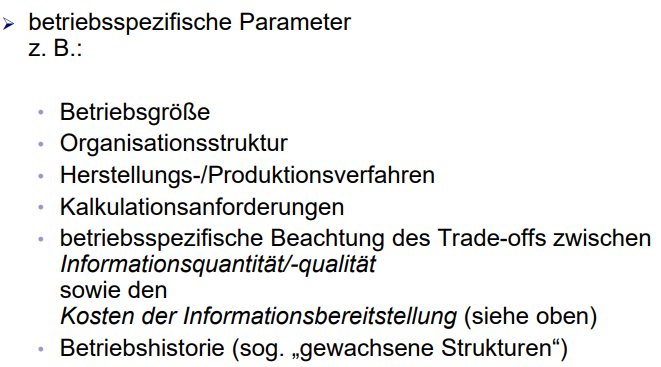 betriebsspezifische Parameter
z. B.:
Betriebsgröße
Organisationsstruktur
Herstellungs-/Produktionsverfahren
Kalkulationsanforderungen
betriebsspezifische Beachtung des Trade-offs zwischen
Informationsquantität/-qualität
sowie den
Kosten der Informationsbereitstellung (siehe oben)
Betriebshistorie (sog. „gewachsene Strukturen“)